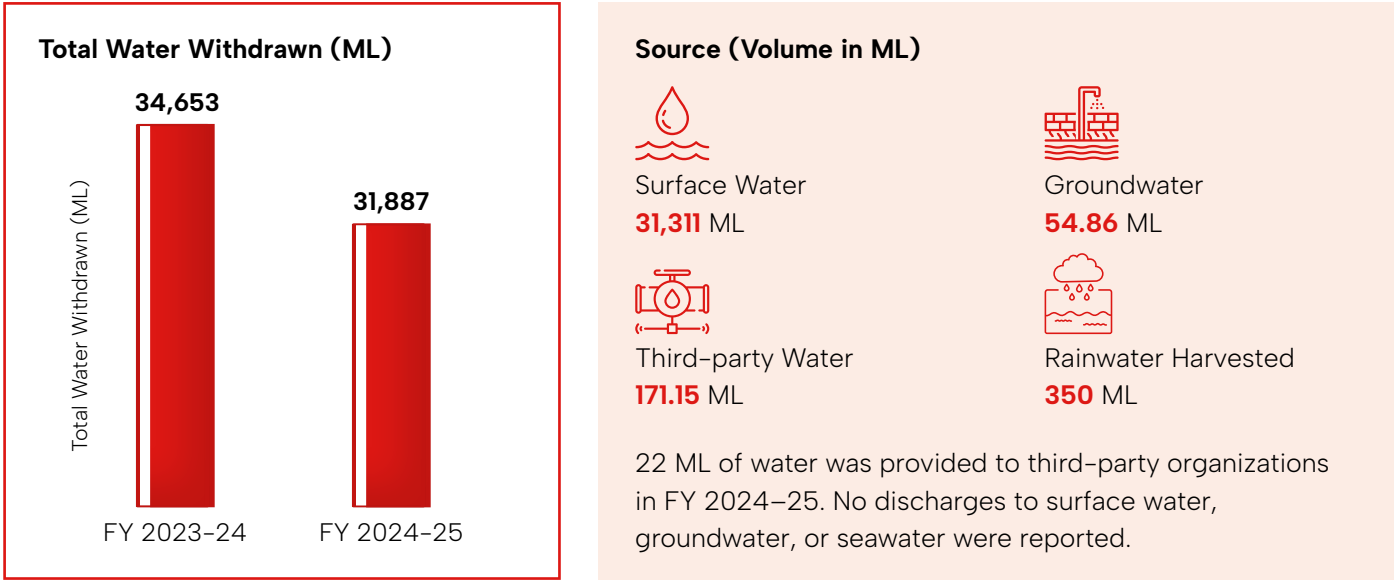 Total Water Withdrawn (ML)
34,653
31,887
Total Water Withdrawn (ML)
FY 2023-24
FY 2024-25
Source (Volume in ML)
Surface Water
31,311 ML
Groundwater
54.86 ML
Third-party Water
171.15 ML
Rainwater Harvested
350 ML
22 ML of water was provided to third-party organizations
in FY 2024–25. No discharges to surface water,
groundwater, or seawater were reported.